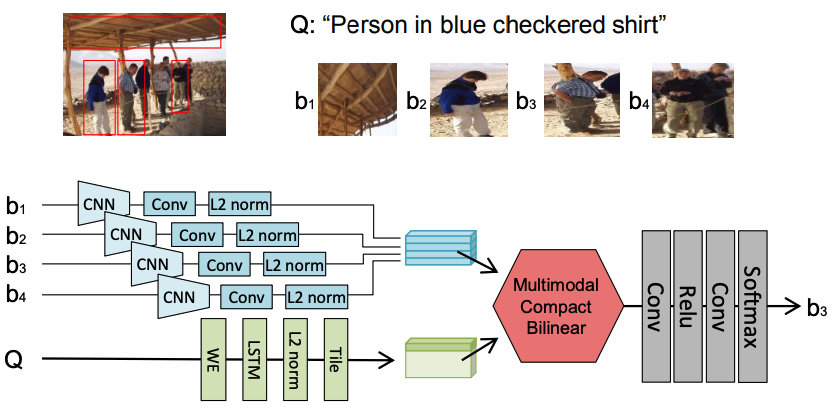 Q: “Person in blue checkered shirt”
b1
b2
b3
b4
b1 CNN Conv L2 norm
b2 CNN Conv L2 norm
b3 CNN Conv L2 norm
b4 CNN Conv L2 norm
Q WE LSTM L2 norm Tile
Multimodal
Compact
Bilinear
Conv Relu Conv Softmax
b3